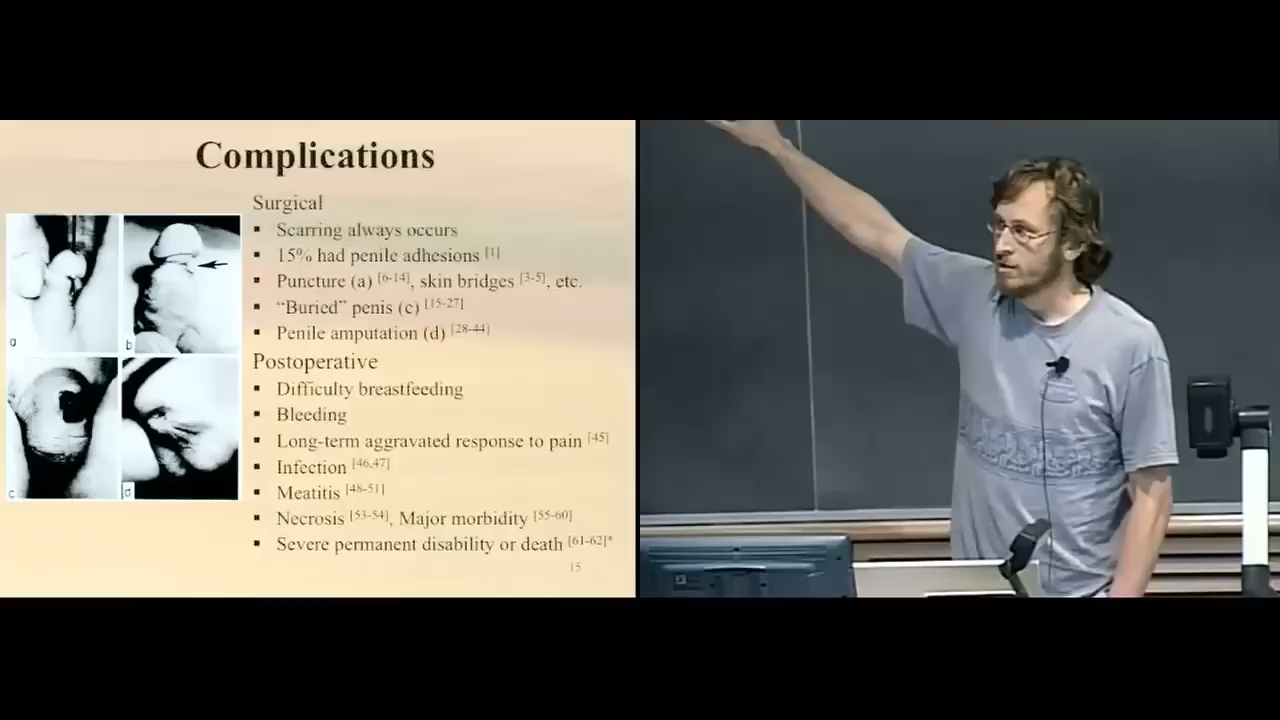 Complications
Surgical
▪ Scarring always occurs
▪ 15% had penile adhesions [1]
▪ Puncture (a) [6-14], skin bridges [3-5], etc.
▪ “Buried” penis (c) [15-27]
▪ Penile amputation (d) [28-44]
Postoperative
▪ Difficulty breastfeeding
▪ Bleeding
▪ Long-term aggravated response to pain [45]
▪ Infection [46,47]
▪ Meatitis [48-51]
▪ Necrosis [53-54], Major morbidity [55-60]
▪ Severe permanent disability or death [61-62]*
15
a
b
c
d